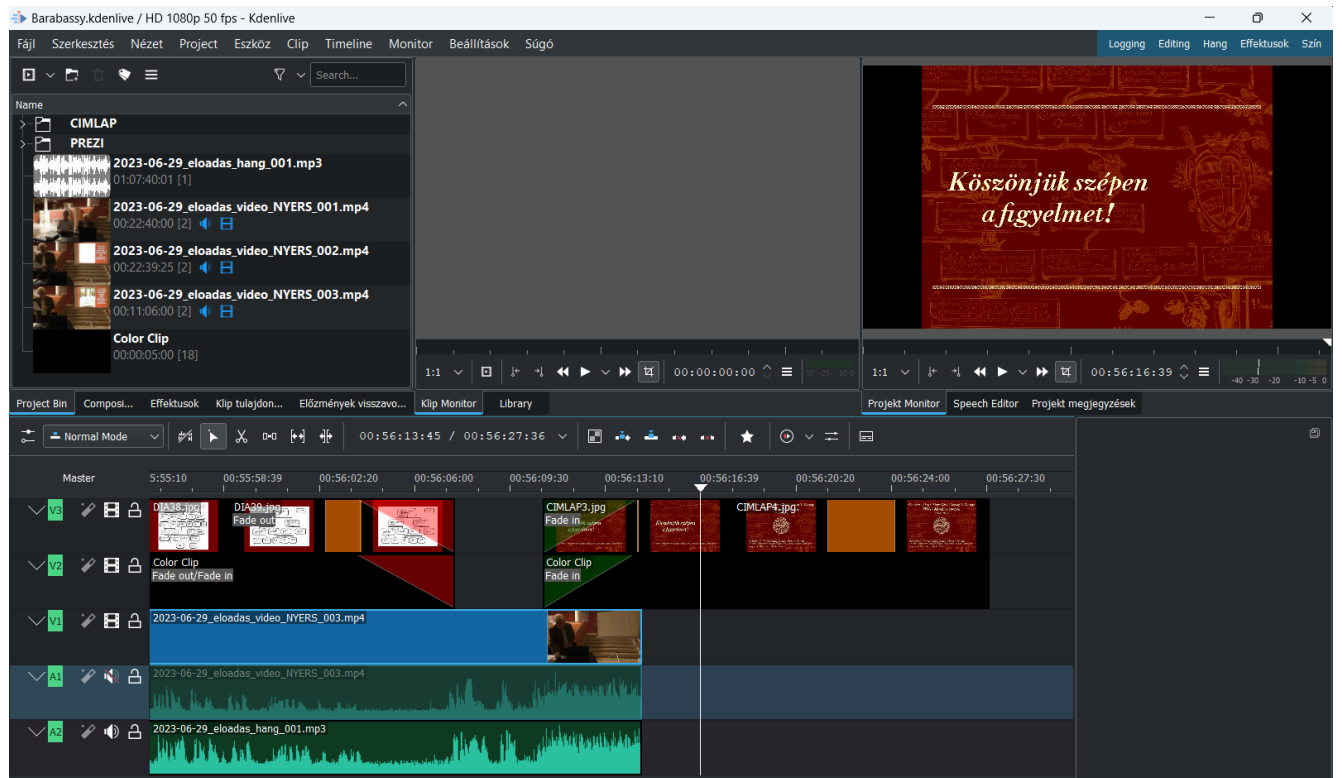 Barabassy.kdenlive / HD 1080p 50 fps - Kdenlive
Fájl Szerkesztés Nézet Project Eszköz Clip Timeline Monitor Beállítások Súgó
Logging Editing Hang Effektusok Szín
Search...
Name
CIMLAP
PREZI
2023-06-29_eloadas_hang_001.mp3
01:07:40:01 [1]
2023-06-29_eloadas_video_NYERS_001.mp4
00:22:40:00 [2]
2023-06-29_eloadas_video_NYERS_002.mp4
00:22:39:25 [2]
2023-06-29_eloadas_video_NYERS_003.mp4
00:11:06:00 [2]
Color Clip
00:00:05:00 [18]
Köszönjük szépen
a figyelmet!
1:1 00:00:00:00
1:1 00:56:16:39 -40 -30 -20 -10 -5 0
Project Bin Composi... Effektusok Klip tulajdon... Előzmények visszavo... Klip Monitor Library
Projekt Monitor Speech Editor Projekt megjegyzések
Normal Mode 00:56:13:45 / 00:56:27:36
Master 5:55:10 00:55:58:39 00:56:02:20 00:56:06:00 00:56:09:30 00:56:13:10 00:56:16:39 00:56:20:20 00:56:24:00 00:56:27:30
V3 DIA38.jpg DIA39.jpg CIMLAP3.jpg CIMLAP4.jpg
Fade out Fade in
V2 Color Clip Color Clip
Fade out/Fade in Fade in
V1 2023-06-29_eloadas_video_NYERS_003.mp4
A1 2023-06-29_eloadas_video_NYERS_003.mp4
A2 2023-06-29_eloadas_hang_001.mp3